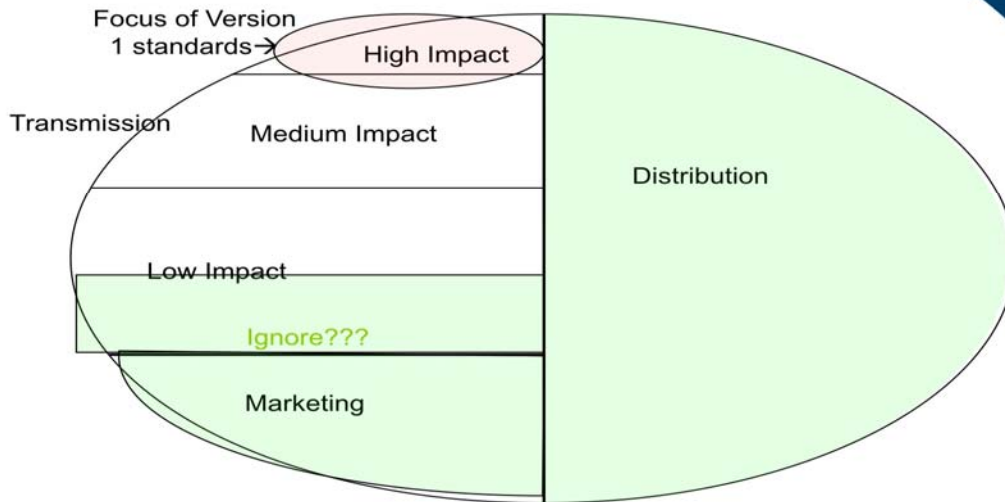 Focus of Version
1 standards→
High Impact
Transmission
Medium Impact
Distribution
Low Impact
Ignore???
Marketing